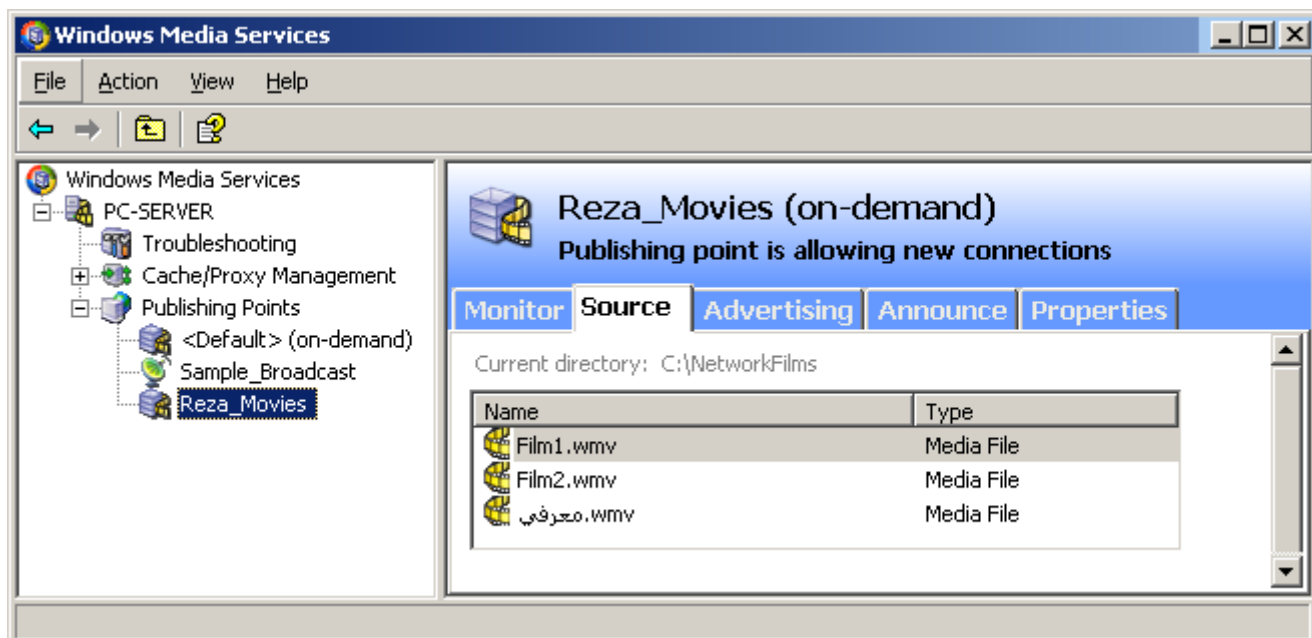 Windows Media Services
File Action View Help
Windows Media Services
PC-SERVER
Troubleshooting
Cache/Proxy Management
Publishing Points
<Default> (on-demand)
Sample_Broadcast
Reza_Movies
Reza_Movies (on-demand)
Publishing point is allowing new connections
Monitor Source Advertising Announce Properties
Current directory: C:\NetworkFilms
Name Type
Film1.wmv Media File
Film2.wmv Media File
معرفي.wmv Media File